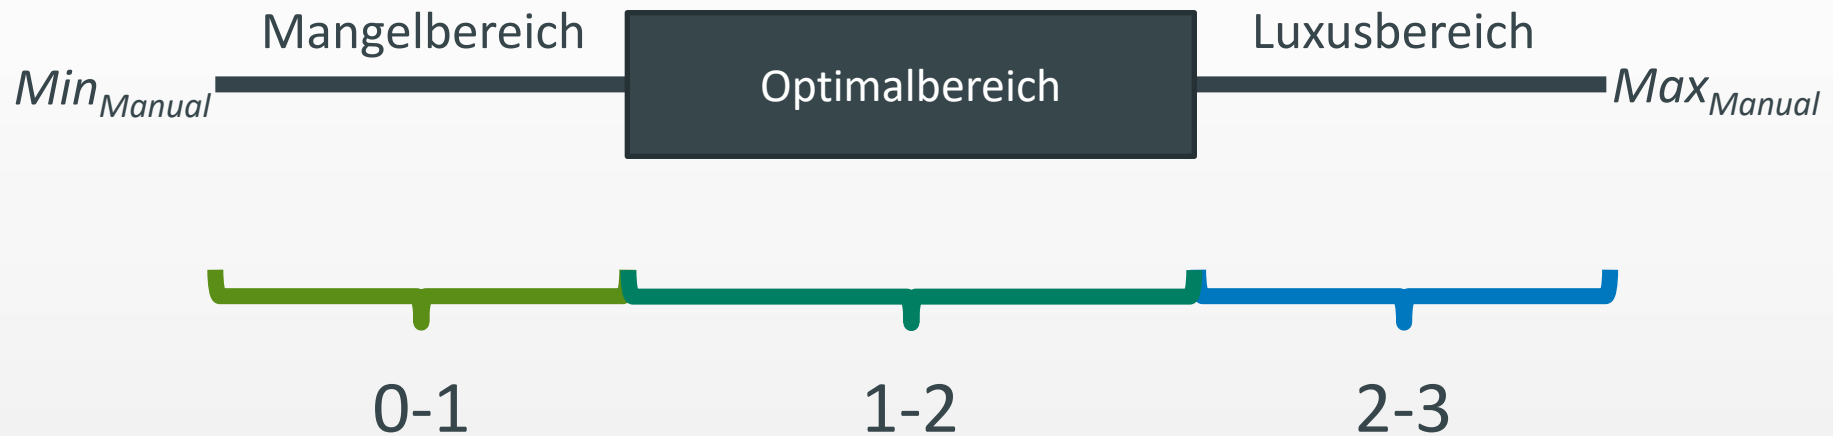 Mangelbereich
Luxusbereich
Min_Manual
Optimalbereich
Max_Manual
0-1
1-2
2-3